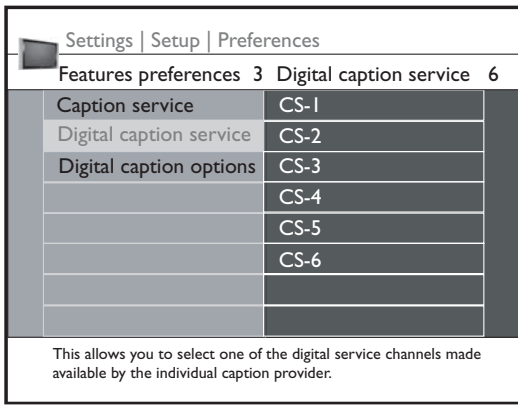 Settings | Setup | Preferences
Features preferences 3 Digital caption service 6
Caption service CS-1
Digital caption service CS-2
Digital caption options CS-3
CS-4
CS-5
CS-6
This allows you to select one of the digital service channels made
available by the individual caption provider.